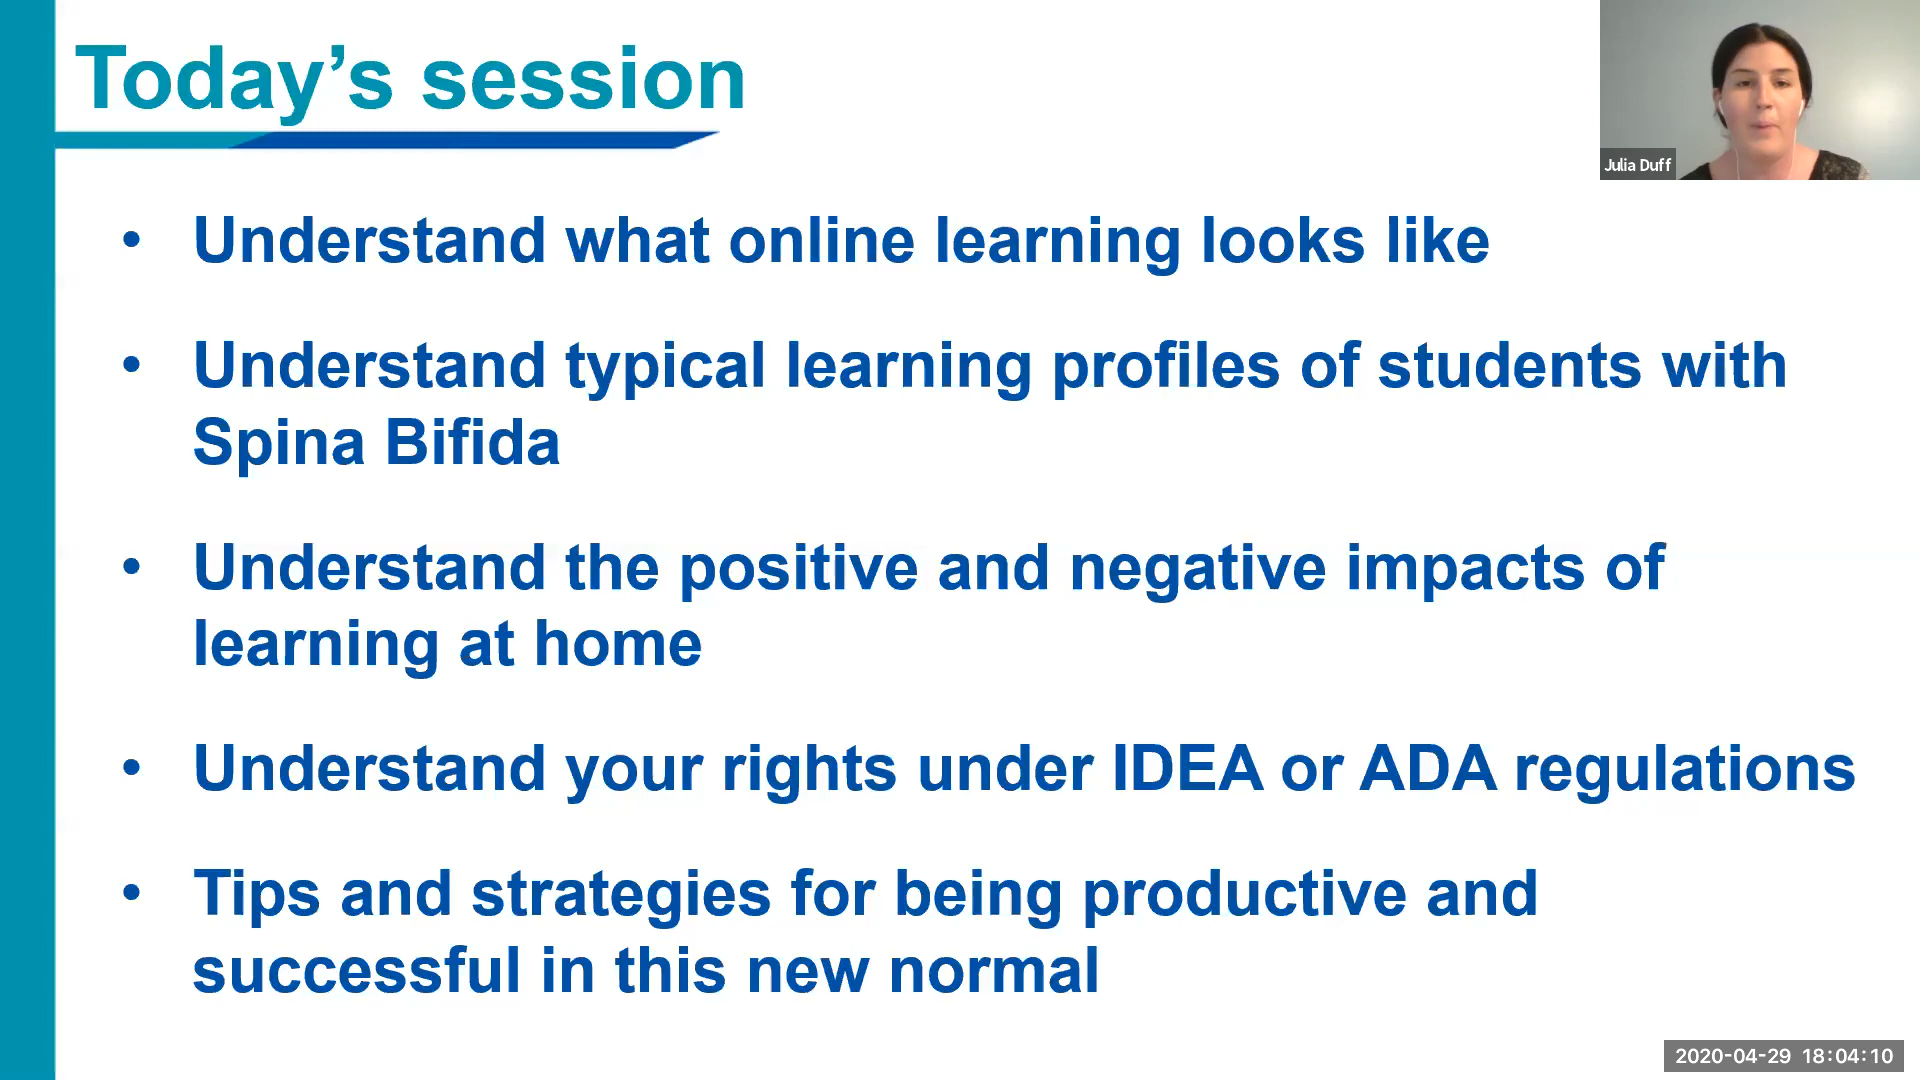 Today’s session
Julia Duff
• Understand what online learning looks like
• Understand typical learning profiles of students with
Spina Bifida
• Understand the positive and negative impacts of
learning at home
• Understand your rights under IDEA or ADA regulations
• Tips and strategies for being productive and
successful in this new normal
2020-04-29 18:04:10